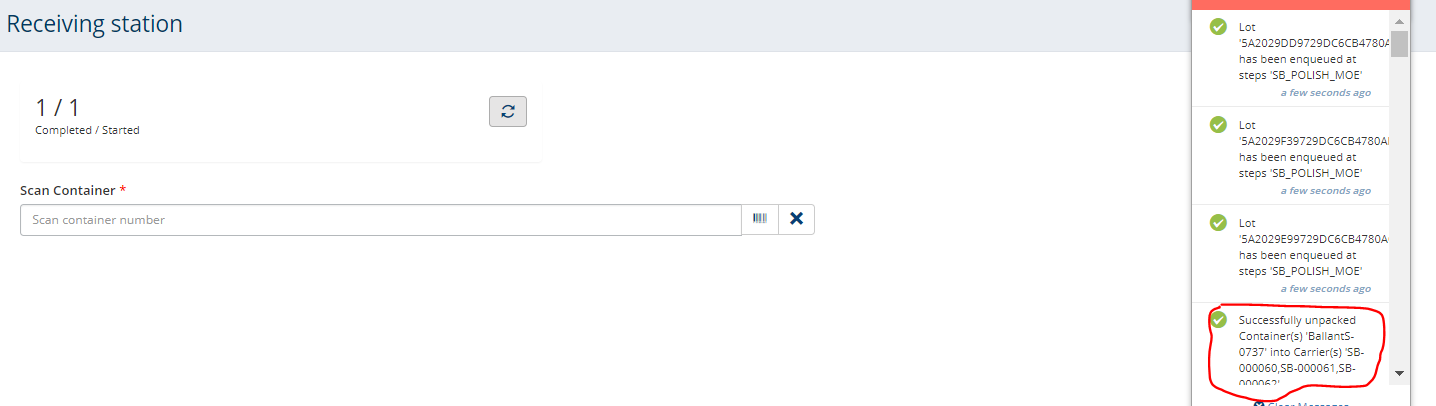 Receiving station
1 / 1
Completed / Started
Scan Container *
Scan container number
Lot
'5A2029DD9729DC6CB4780A
has been enqueued at
steps 'SB_POLISH_MOE'
a few seconds ago
Lot
'5A2029F39729DC6CB4780A
has been enqueued at
steps 'SB_POLISH_MOE'
a few seconds ago
Lot
'5A2029E99729DC6CB4780A
has been enqueued at
steps 'SB_POLISH_MOE'
a few seconds ago
Successfully unpacked
Container(s) 'BallantS-
0737' into Carrier(s) 'SB-
000060,SB-000061,SB-
000062'
Clear Messages